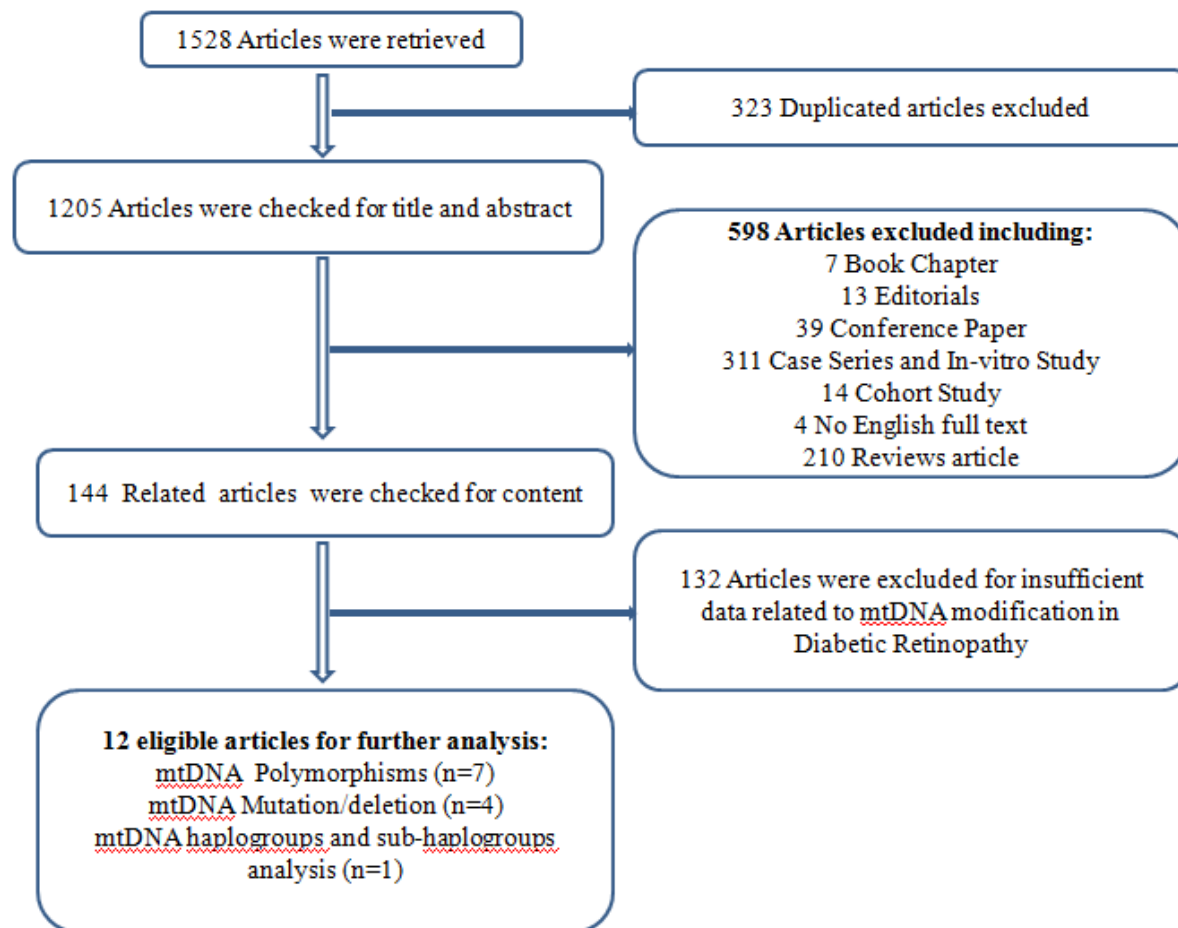 1528 Articles were retrieved
323 Duplicated articles excluded
1205 Articles were checked for title and abstract
598 Articles excluded including:
7 Book Chapter
13 Editorials
39 Conference Paper
311 Case Series and In-vitro Study
14 Cohort Study
4 No English full text
210 Reviews article
144 Related articles were checked for content
132 Articles were excluded for insufficient
data related to mtDNA modification in
Diabetic Retinopathy
12 eligible articles for further analysis:
mtDNA Polymorphisms (n=7)
mtDNA Mutation/deletion (n=4)
mtDNA haplogroups and sub-haplogroups
analysis (n=1)